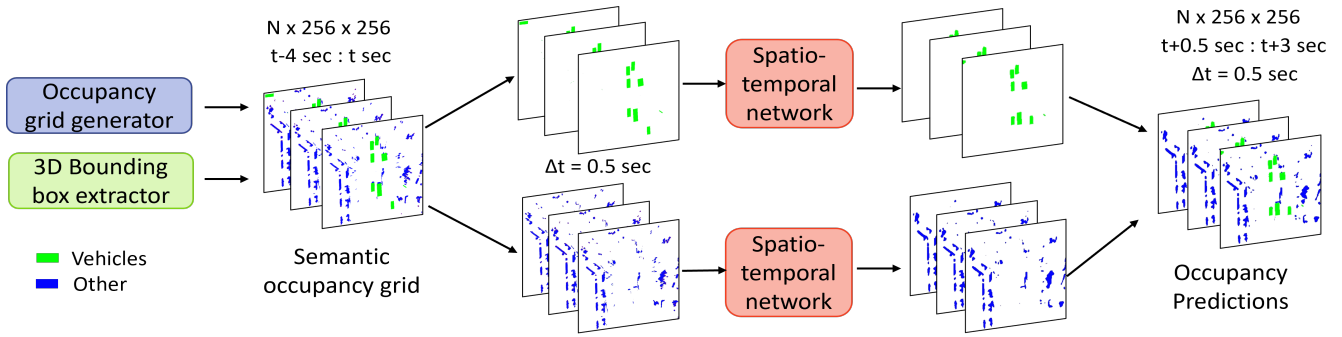 Occupancy
grid generator
3D Bounding
box extractor
Vehicles
Other
N x 256 x 256
t-4 sec : t sec
Semantic
occupancy grid
Δt = 0.5 sec
Spatio-
temporal
network
Spatio-
temporal
network
N x 256 x 256
t+0.5 sec : t+3 sec
Δt = 0.5 sec
Occupancy
Predictions